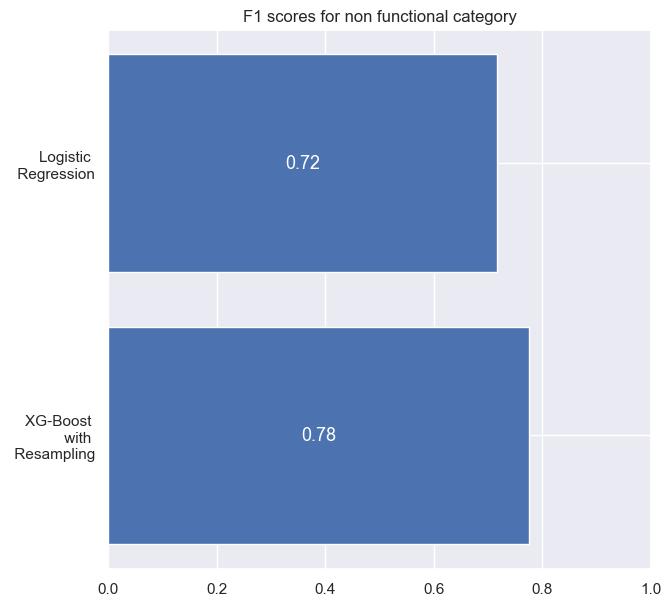 F1 scores for non functional category
Logistic
Regression
0.72
XG-Boost
with
Resampling
0.78
0.0 0.2 0.4 0.6 0.8 1.0